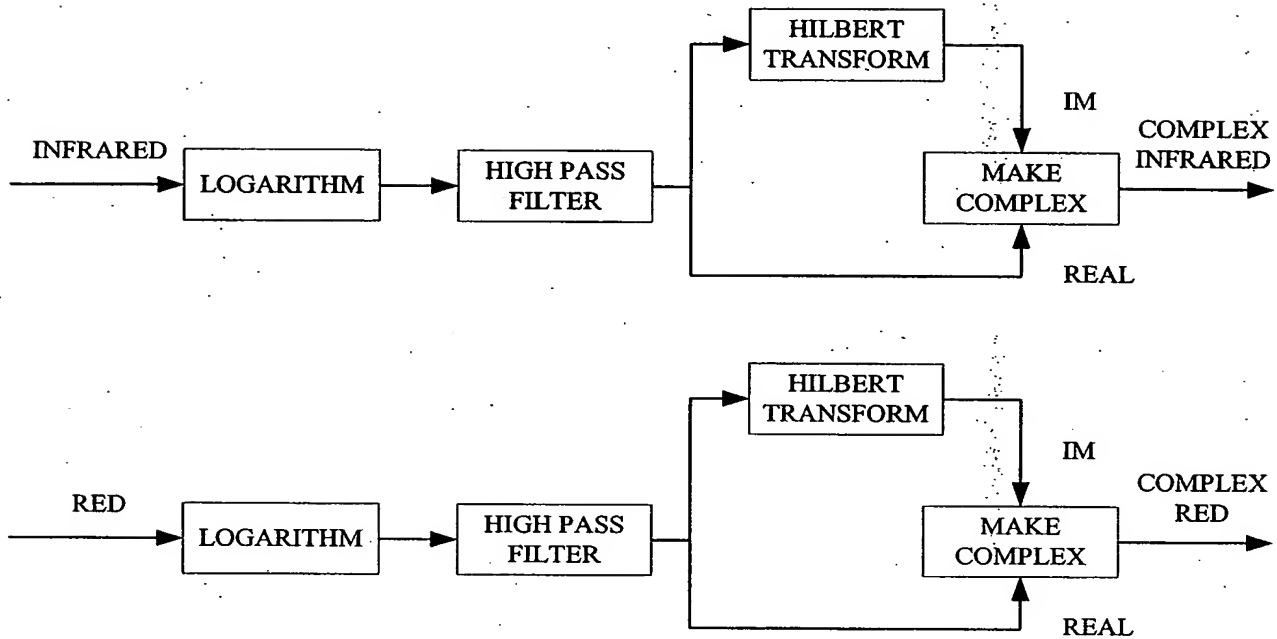 HILBERT
TRANSFORM
IM
INFRARED
LOGARITHM
HIGH PASS
FILTER
MAKE
COMPLEX
COMPLEX
INFRARED
REAL
HILBERT
TRANSFORM
IM
RED
LOGARITHM
HIGH PASS
FILTER
MAKE
COMPLEX
COMPLEX
RED
REAL